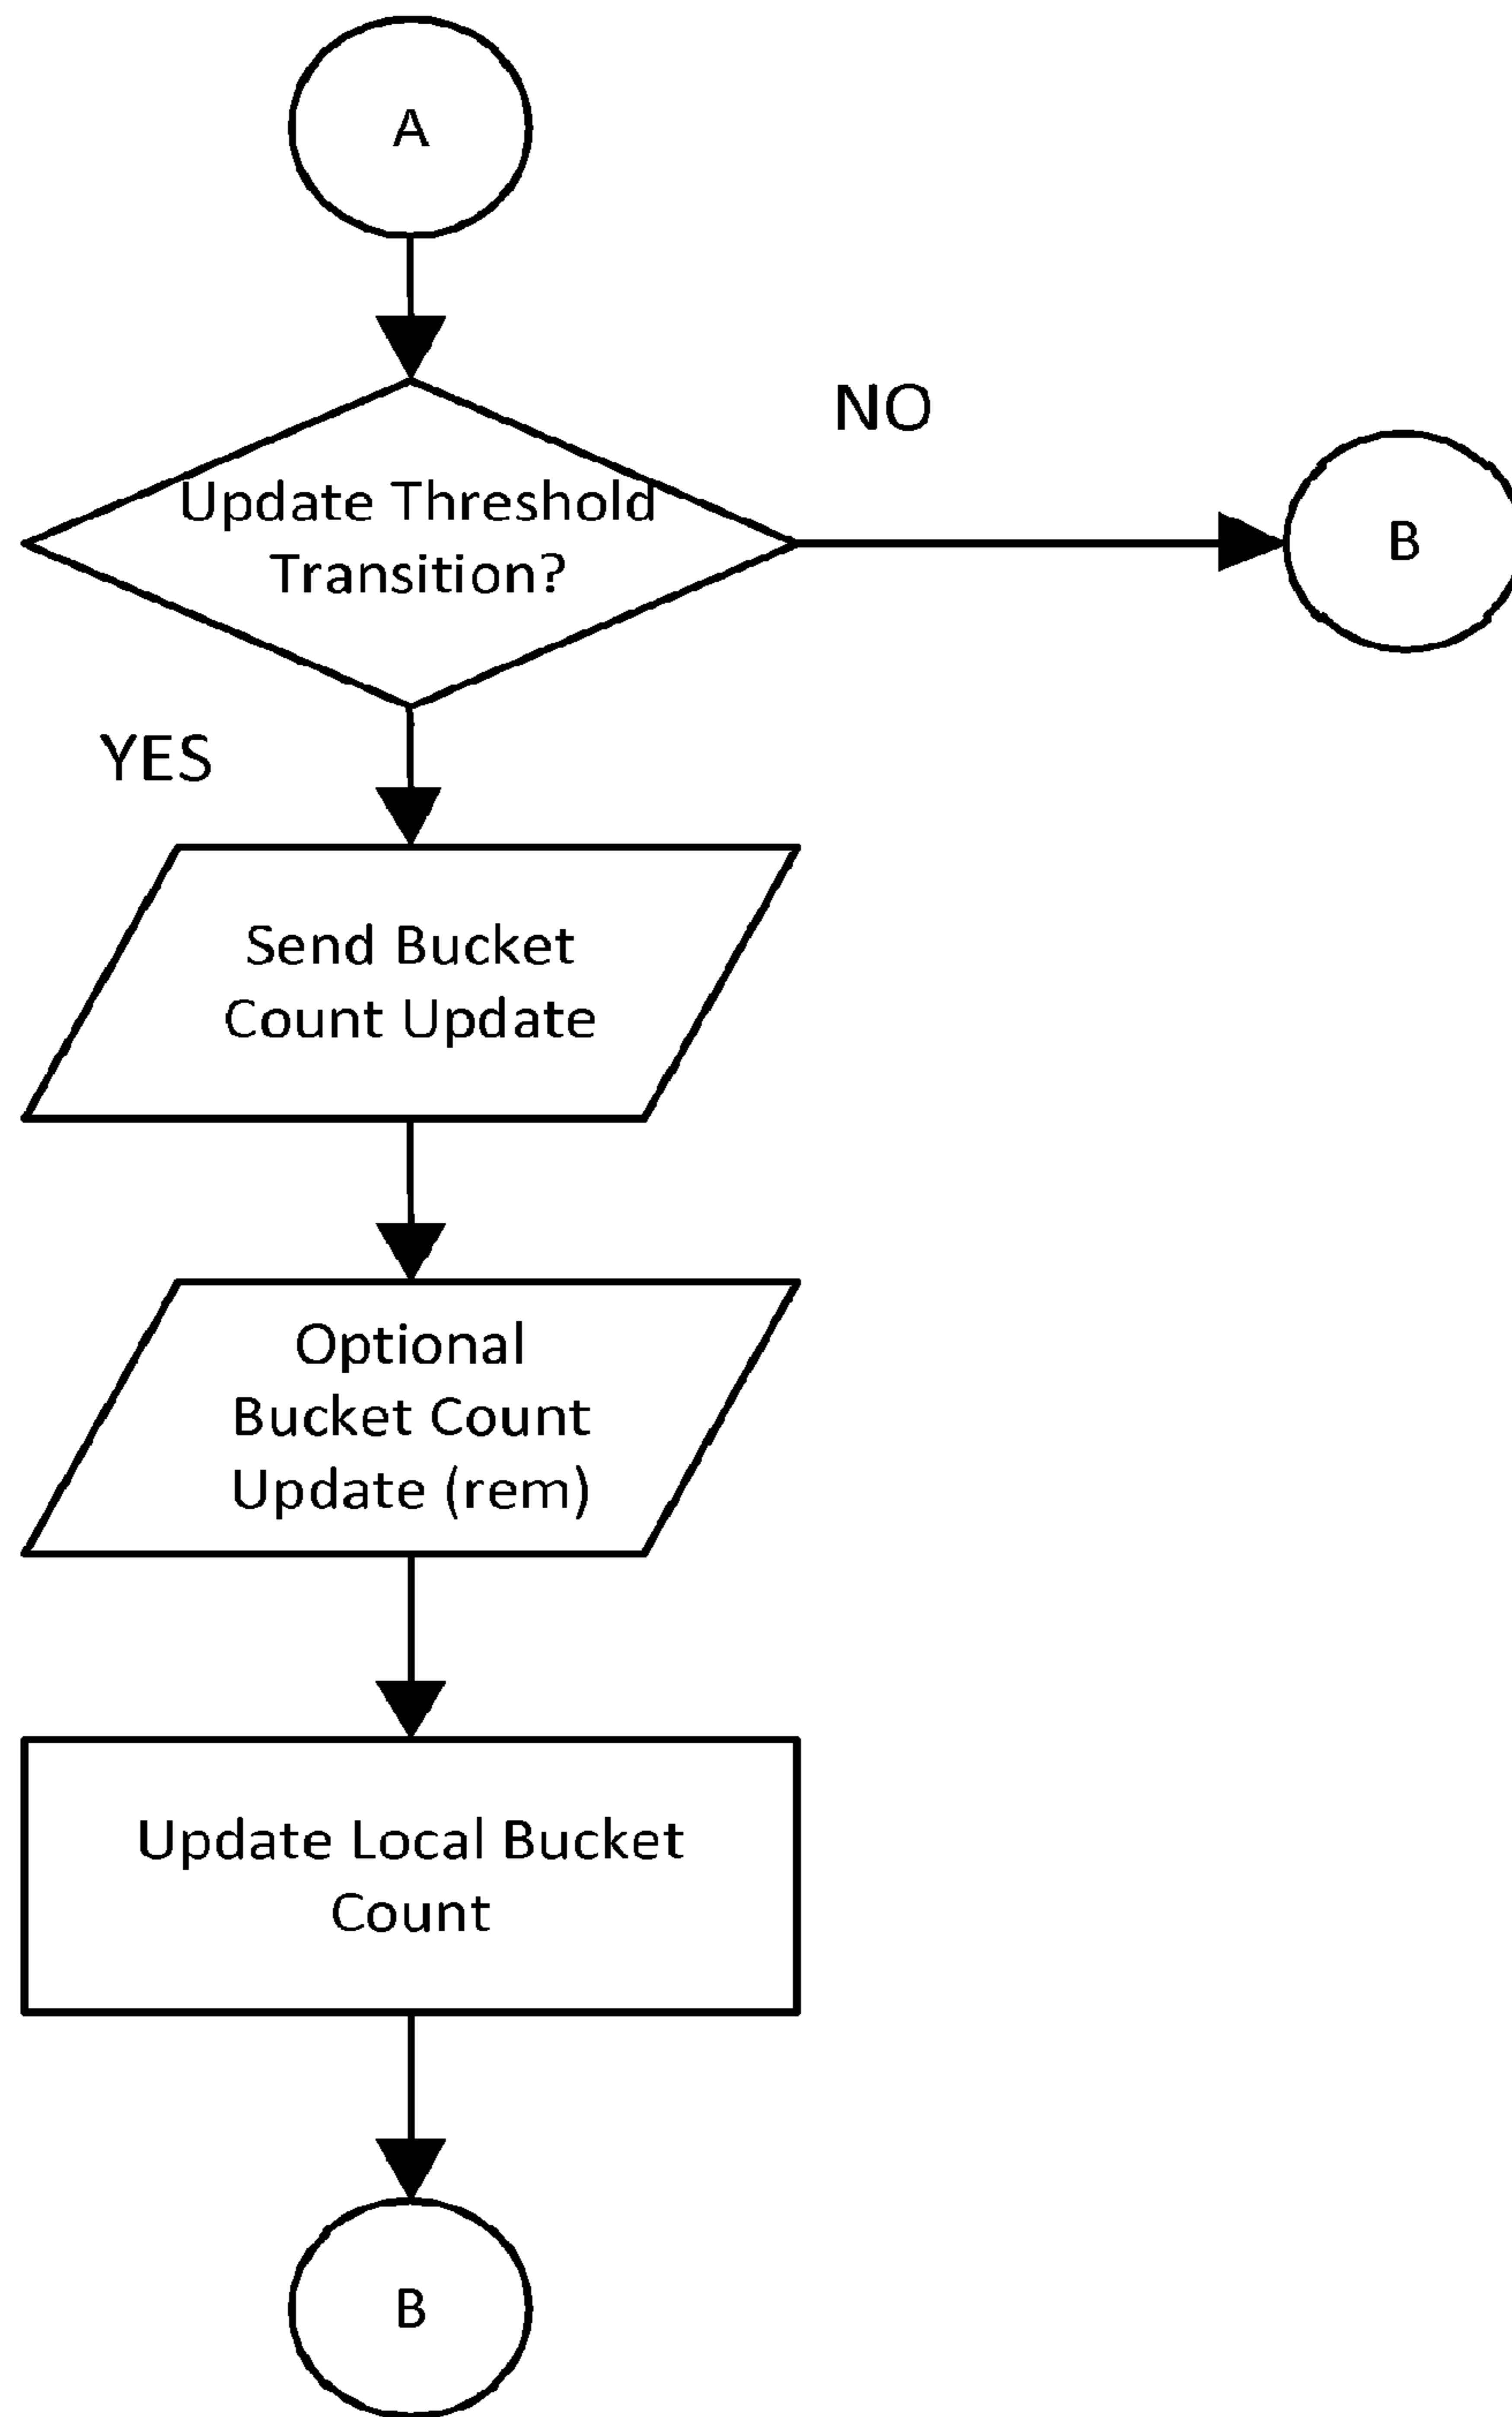 A
NO
Update Threshold
Transition?
B
YES
Send Bucket
Count Update
Optional
Bucket Count
Update (rem)
Update Local Bucket
Count
B